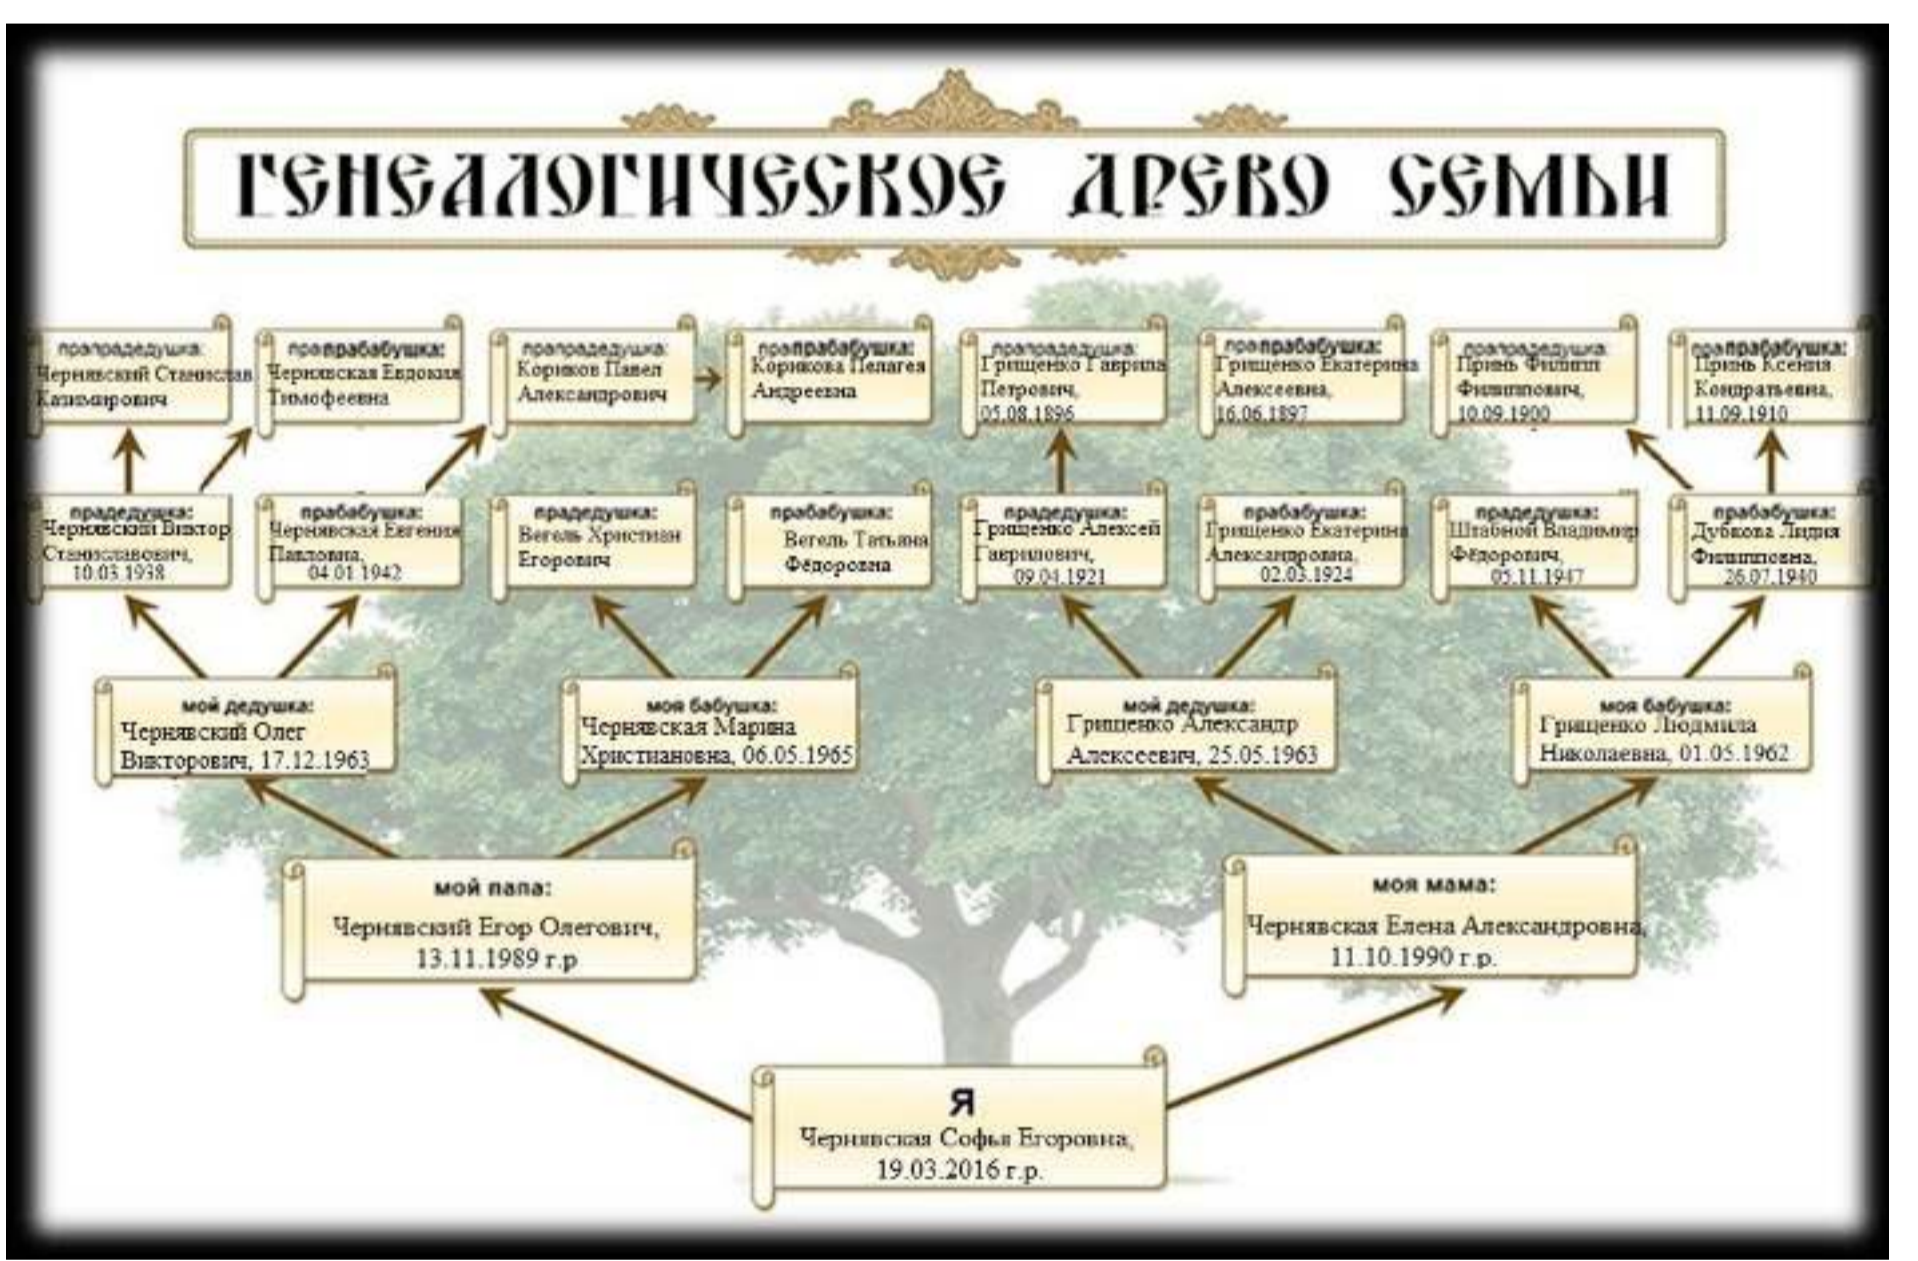 ГЕНЕАЛОГИЧЕСКОЕ ДРЕВО СЕМЬИ
прапрадедушка:
Чернявский Станислав
Казимирович
прапрабабушка:
Чернявская Евдокия
Тимофеевна
прапрадедушка:
Кориков Павел
Александрович
прапрабабушка:
Корикова Пелагея
Андреевна
прапрадедушка:
Грищенко Гаврила
Петрович,
05.08.1896
прапрабабушка:
Грищенко Екатерина
Алексеевна,
16.06.1897
прапрадедушка:
Принь Филипп
Филиппович,
10.09.1900
прапрабабушка:
Принь Ксения
Кондратьевна,
11.09.1910
прадедушка:
Чернявский Виктор
Станиславович,
10.03.1938
прабабушка:
Чернявская Евгения
Павловна,
04.01.1942
прадедушка:
Вегель Христиан
Егорович
прабабушка:
Вегель Татьяна
Фёдоровна
прадедушка:
Грищенко Алексей
Гаврилович,
09.04.1921
прабабушка:
Грищенко Екатерина
Александровна,
02.03.1924
прадедушка:
Штабной Владимир
Фёдорович,
05.11.1947
прабабушка:
Дубкова Лидия
Филипповна,
26.07.1940
мой дедушка:
Чернявский Олег
Викторович, 17.12.1963
моя бабушка:
Чернявская Марина
Христиановна, 06.05.1965
мой дедушка:
Грищенко Александр
Алексеевич, 25.05.1963
моя бабушка:
Грищенко Людмила
Николаевна, 01.05.1962
мой папа:
Чернявский Егор Олегович,
13.11.1989 г.р
моя мама:
Чернявская Елена Александровна,
11.10.1990 г.р.
Я
Чернявская Софья Егоровна,
19.03.2016 г.р.